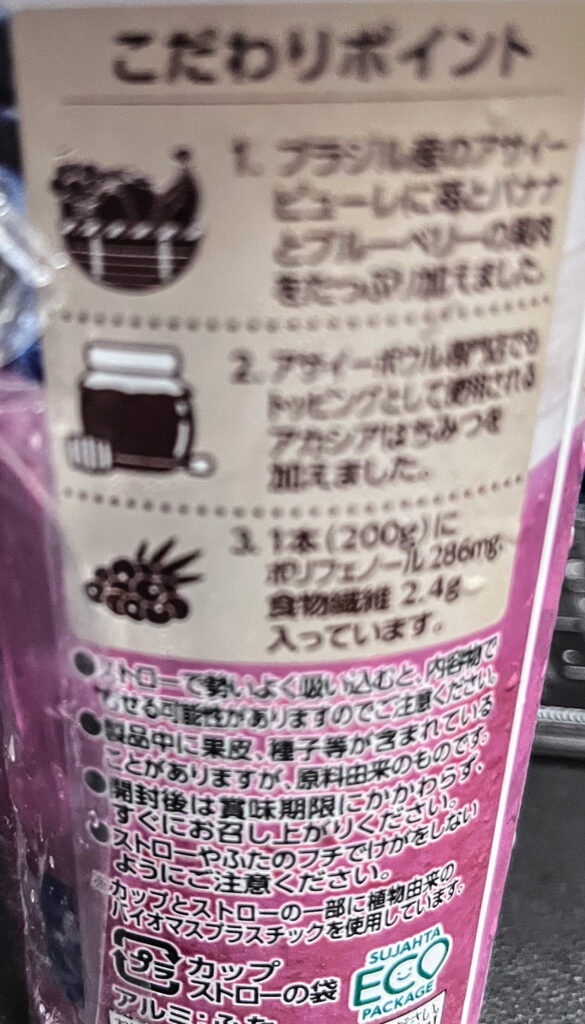 こだわりポイント
1. ブラジル産のアサイー
ピューレに苺とバナナ
とブルーベリーの果肉
をたっぷり加えました。
2. アサイーボウル専門店でも
トッピングとして使用される
アカシアはちみつを
加えました。
3. 1本(200g)に
ポリフェノール286mg、
食物繊維 2.4g
入っています。
●ストローで勢いよく吸い込むと、内容物で
むせる可能性がありますのでご注意ください。
●製品中に果皮、種子等が含まれている
ことがありますが、原料由来のものです。
●開封後は賞味期限にかかわらず、
すぐにお召し上がりください。
●ストローやふたのフチでけがをしない
ようにご注意ください。
※カップとストローの一部に植物由来の
バイオマスプラスチックを使用しています。
プラ カップ
ストローの袋
アルミ:ふた
SUJAHTA
ECO
PACKAGE